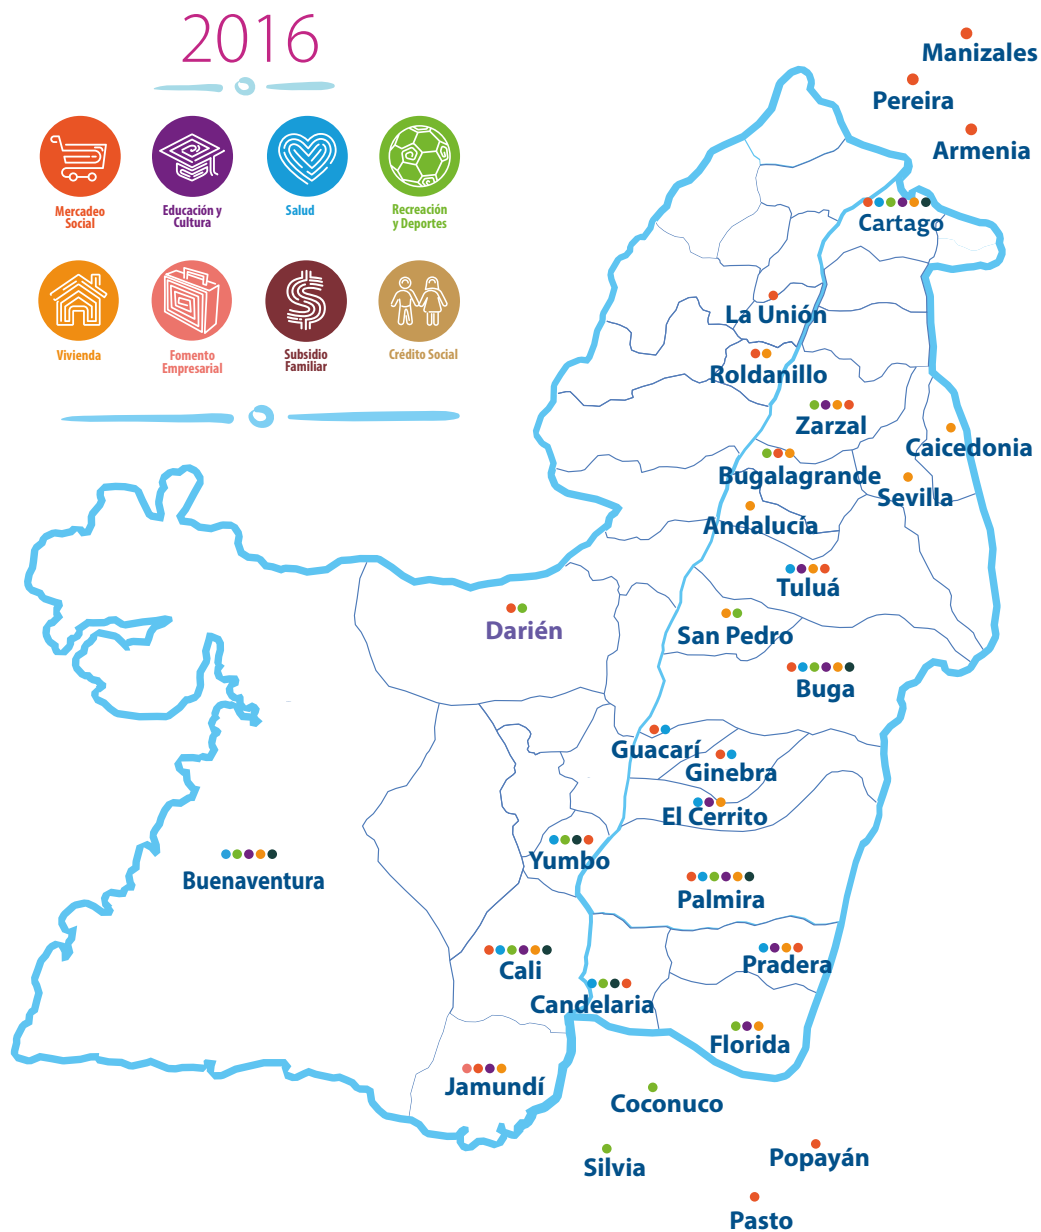 2016
Mercadeo
Social
Educación y
Cultura
Salud
Recreación
y Deportes
Vivienda
Fomento
Empresarial
Subsidio
Familiar
Crédito Social
Manizales
Pereira
Armenia
Cartago
La Unión
Roldanillo
Zarzal
Caicedonia
Bugalagrande
Sevilla
Andalucía
Tuluá
Darién
San Pedro
Buga
Guacarí
Ginebra
El Cerrito
Yumbo
Buenaventura
Palmira
Cali
Pradera
Candelaria
Florida
Jamundí
Coconuco
Silvia
Popayán
Pasto